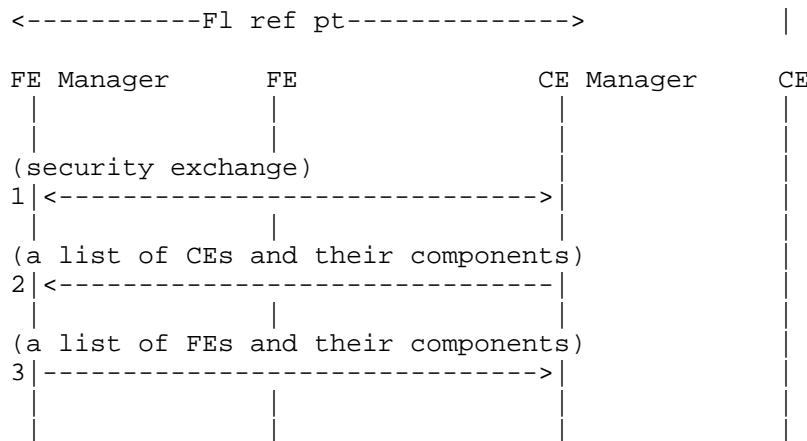 <-----------Fl ref pt-------------->            |
FE Manager      FE                CE Manager     CE
 |              |                 |             |
 |              |                 |             |
(security exchange)               |             |
1|<------------------------------>|             |
 |              |                 |             |
(a list of CEs and their components)            |
2|<-------------------------------|             |
 |              |                 |             |
(a list of FEs and their components)            |
3|------------------------------->|             |
 |              |                 |             |
 |              |                 |             |